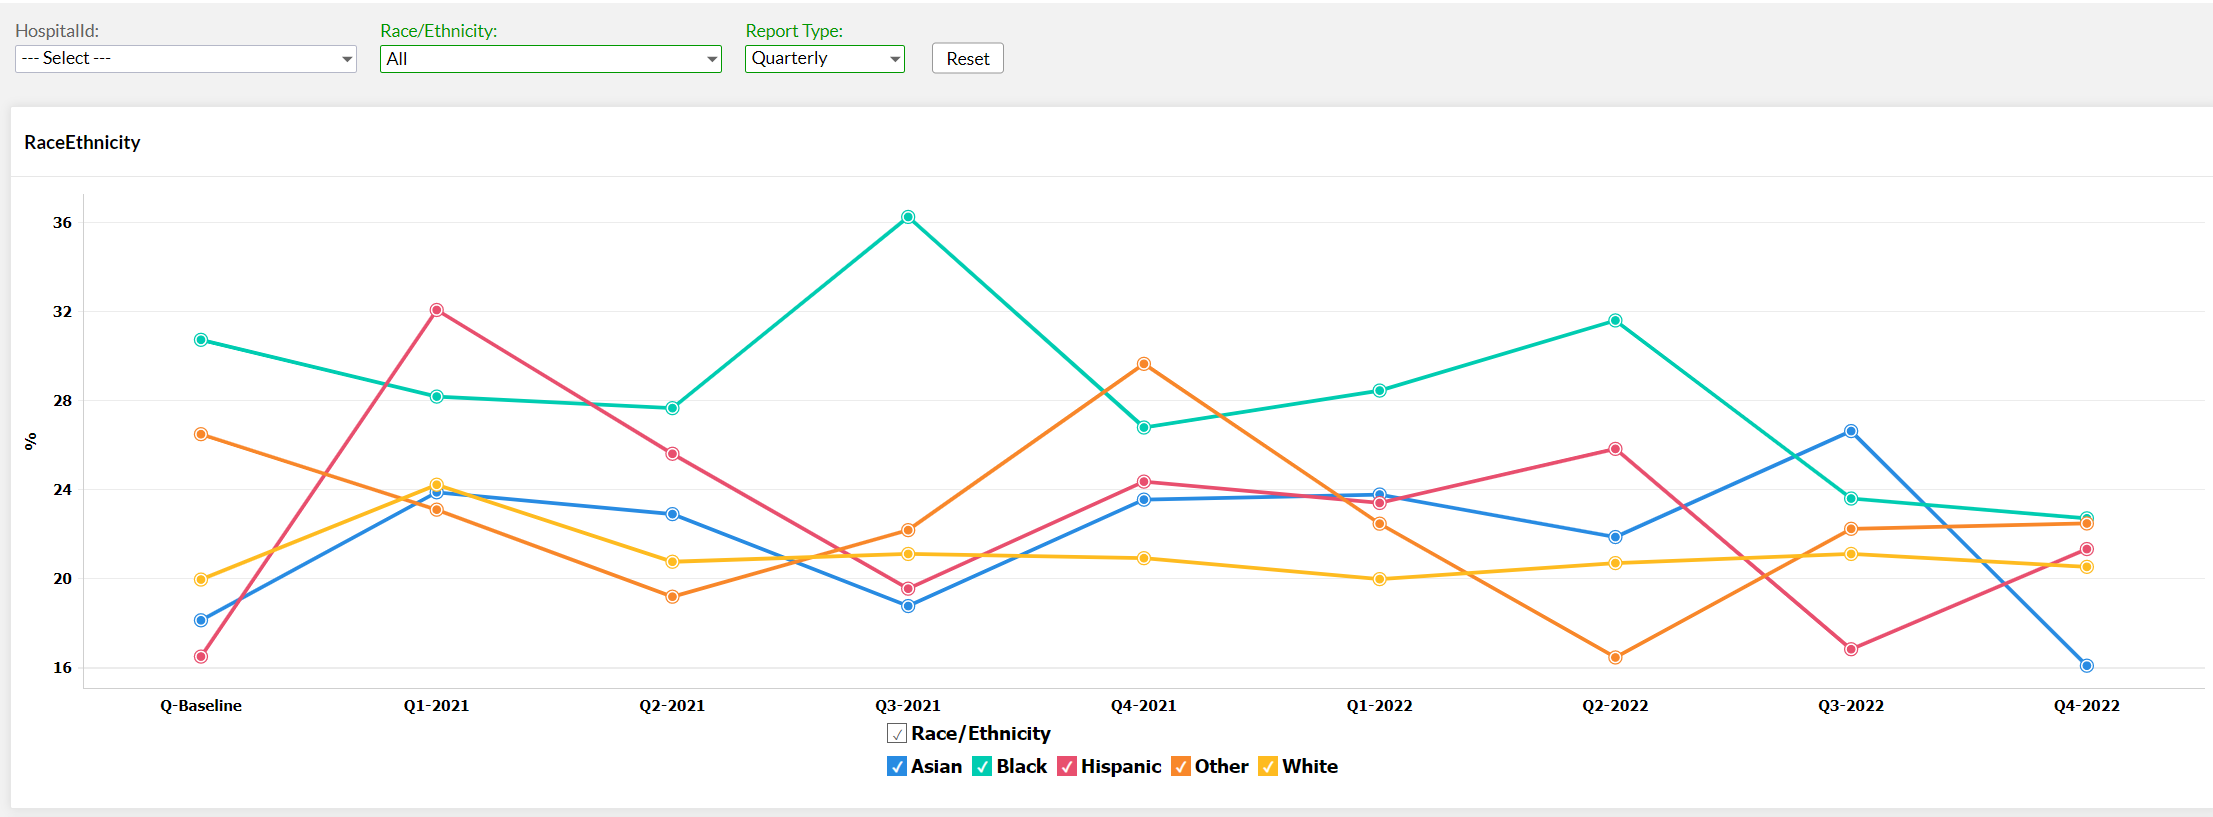 HospitalId: Race/Ethnicity: Report Type:
--- Select --- All Quarterly Reset
RaceEthnicity
36
32
28
%
24
20
16
Q-Baseline Q1-2021 Q2-2021 Q3-2021 Q4-2021 Q1-2022 Q2-2022 Q3-2022 Q4-2022
Race/Ethnicity
Asian Black Hispanic Other White